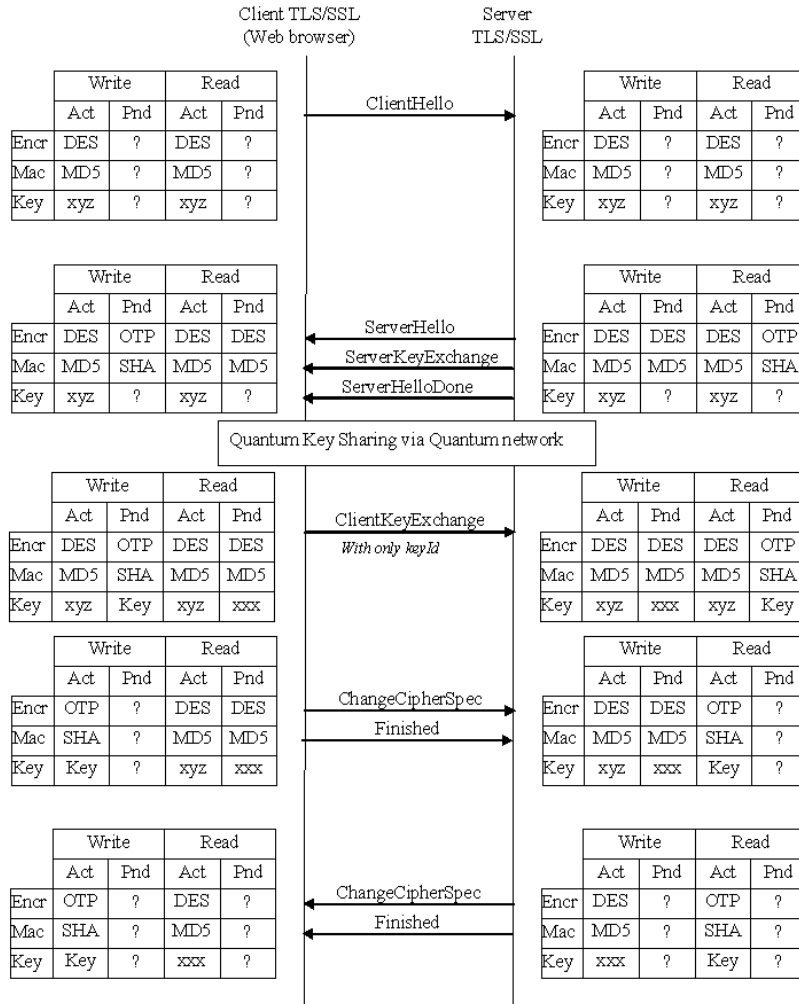 Client TLS/SSL Server
(Web browser) TLS/SSL
Write Read ClientHello Write Read
Act Pnd Act Pnd Act Pnd Act Pnd
Encr DES ? DES ? Encr DES ? DES ?
Mac MD5 ? MD5 ? Mac MD5 ? MD5 ?
Key xyz ? xyz ? Key xyz ? xyz ?
Write Read Write Read
Act Pnd Act Pnd Act Pnd Act Pnd
Encr DES OTP DES DES ServerHello Encr DES DES DES OTP
Mac MD5 SHA MD5 MD5 ServerKeyExchange Mac MD5 MD5 MD5 SHA
Key xyz ? xyz ? ServerHelloDone Key xyz ? xyz ?
Quantum Key Sharing via Quantum network
Write Read Write Read
Act Pnd Act Pnd ClientKeyExchange Act Pnd Act Pnd
Encr DES OTP DES DES With only keyId Encr DES DES DES OTP
Mac MD5 SHA MD5 MD5 Mac MD5 MD5 MD5 SHA
Key xyz Key xyz xxx Key xyz xxx xyz Key
Write Read Write Read
Act Pnd Act Pnd Act Pnd Act Pnd
Encr OTP ? DES DES ChangeCipherSpec Encr DES DES OTP ?
Mac SHA ? MD5 MD5 Finished Mac MD5 MD5 SHA ?
Key Key ? xyz xxx Key xyz xxx Key ?
Write Read Write Read
Act Pnd Act Pnd Act Pnd Act Pnd
Encr OTP ? DES ? ChangeCipherSpec Encr DES ? OTP ?
Mac SHA ? MD5 ? Finished Mac MD5 ? SHA ?
Key Key ? xxx ? Key xxx ? Key ?